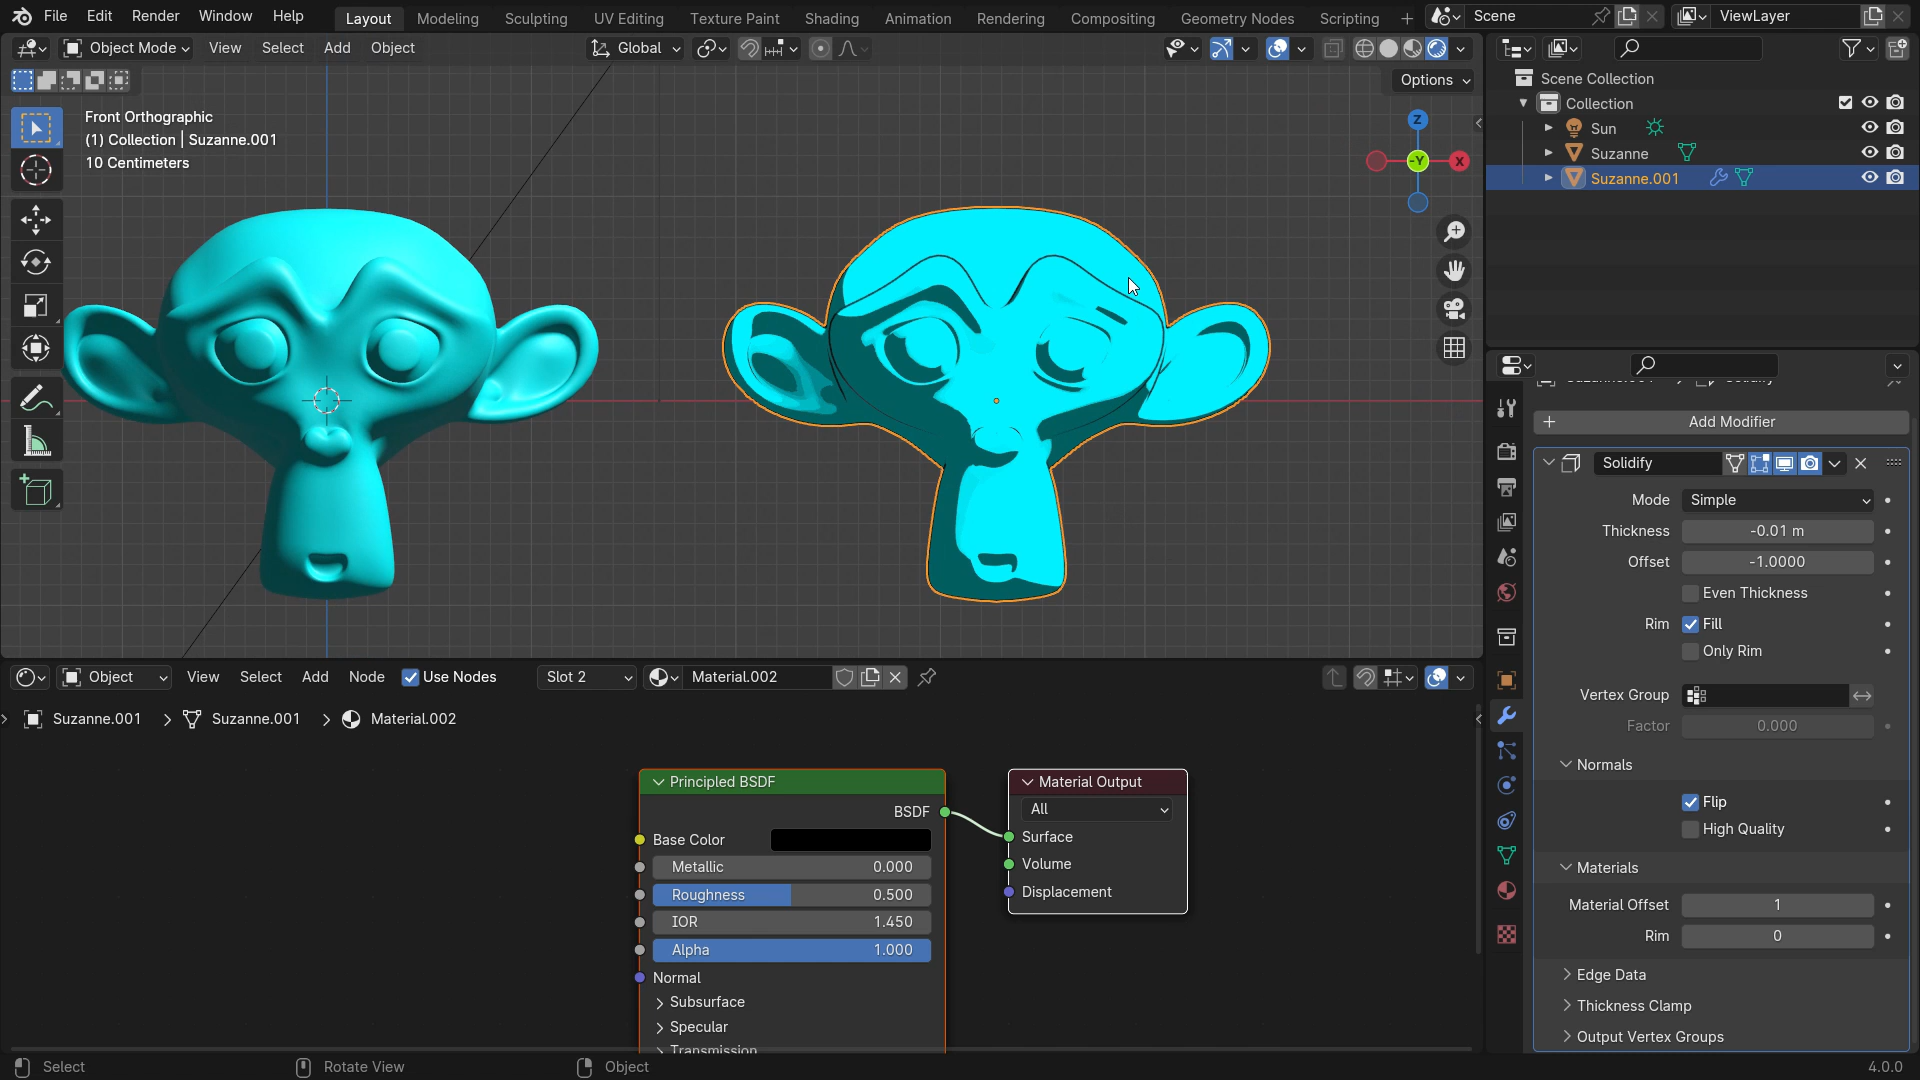 File Edit Render Window Help Layout Modeling Sculpting UV Editing Texture Paint Shading Animation Rendering Compositing Geometry Nodes Scripting + Scene ViewLayer
Object Mode View Select Add Object Global
Options
Front Orthographic
(1) Collection | Suzanne.001
10 Centimeters
Z
-Y
X
Scene Collection
Collection
Sun
Suzanne
Suzanne.001
Add Modifier
Solidify
Mode Simple
Thickness -0.01 m
Offset -1.0000
Even Thickness
Rim Fill
Only Rim
Vertex Group
Factor 0.000
Normals
Flip
High Quality
Materials
Material Offset 1
Rim 0
Edge Data
Thickness Clamp
Output Vertex Groups
Object View Select Add Node Use Nodes Slot 2 Material.002
Suzanne.001 > Suzanne.001 > Material.002
Principled BSDF
BSDF
Base Color
Metallic 0.000
Roughness 0.500
IOR 1.450
Alpha 1.000
Normal
Subsurface
Specular
Transmission
Material Output
All
Surface
Volume
Displacement
Select Rotate View Object 4.0.0